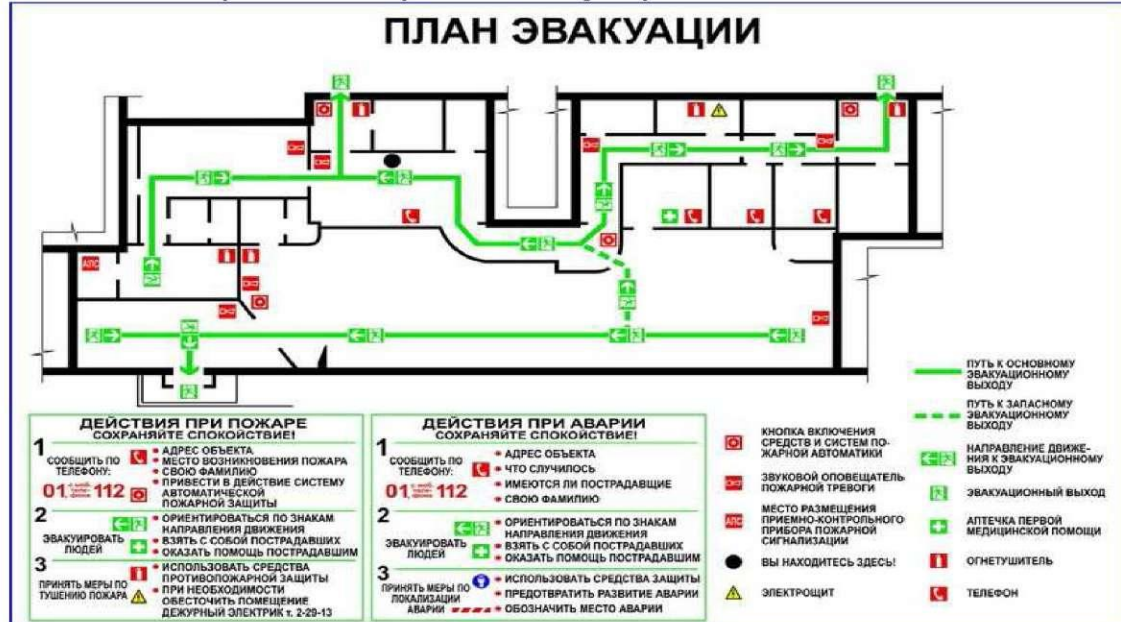 ПЛАН ЭВАКУАЦИИ
АПС
ПУТЬ К ОСНОВНОМУ
ЭВАКУАЦИОННОМУ
ВЫХОДУ
ПУТЬ К ЗАПАСНОМУ
ЭВАКУАЦИОННОМУ
ВЫХОДУ
НАПРАВЛЕНИЕ ДВИЖЕ-
НИЯ К ЭВАКУАЦИОННОМУ
ВЫХОДУ
ЭВАКУАЦИОННЫЙ ВЫХОД
АПТЕЧКА ПЕРВОЙ
МЕДИЦИНСКОЙ ПОМОЩИ
ОГНЕТУШИТЕЛЬ
ТЕЛЕФОН
КНОПКА ВКЛЮЧЕНИЯ
СРЕДСТВ И СИСТЕМ ПО-
ЖАРНОЙ АВТОМАТИКИ
ЗВУКОВОЙ ОПОВЕЩАТЕЛЬ
ПОЖАРНОЙ ТРЕВОГИ
АПС
МЕСТО РАЗМЕЩЕНИЯ
ПРИЕМНО-КОНТРОЛЬНОГО
ПРИБОРА ПОЖАРНОЙ
СИГНАЛИЗАЦИИ
ВЫ НАХОДИТЕСЬ ЗДЕСЬ!
ЭЛЕКТРОЩИТ
ДЕЙСТВИЯ ПРИ ПОЖАРЕ
СОХРАНЯЙТЕ СПОКОЙСТВИЕ!
1
СООБЩИТЬ ПО
ТЕЛЕФОНУ:
01, 112
АДРЕС ОБЪЕКТА
МЕСТО ВОЗНИКНОВЕНИЯ ПОЖАРА
СВОЮ ФАМИЛИЮ
ПРИВЕСТИ В ДЕЙСТВИЕ СИСТЕМУ
АВТОМАТИЧЕСКОЙ
ПОЖАРНОЙ ЗАЩИТЫ
2
ЭВАКУИРОВАТЬ
ЛЮДЕЙ
ОРИЕНТИРОВАТЬСЯ ПО ЗНАКАМ
НАПРАВЛЕНИЯ ДВИЖЕНИЯ
ВЗЯТЬ С СОБОЙ ПОСТРАДАВШИХ
ОКАЗАТЬ ПОМОЩЬ ПОСТРАДАВШИМ
3
ПРИНЯТЬ МЕРЫ ПО
ТУШЕНИЮ ПОЖАРА
ИСПОЛЬЗОВАТЬ СРЕДСТВА
ПРОТИВОПОЖАРНОЙ ЗАЩИТЫ
ПРИ НЕОБХОДИМОСТИ
ОБЕСТОЧИТЬ ПОМЕЩЕНИЕ
ДЕЖУРНЫЙ ЭЛЕКТРИК т. 2-29-13
ДЕЙСТВИЯ ПРИ АВАРИИ
СОХРАНЯЙТЕ СПОКОЙСТВИЕ!
1
СООБЩИТЬ ПО
ТЕЛЕФОНУ:
01, 112
АДРЕС ОБЪЕКТА
ЧТО СЛУЧИЛОСЬ
ИМЕЮТСЯ ЛИ ПОСТРАДАВШИЕ
СВОЮ ФАМИЛИЮ
2
ЭВАКУИРОВАТЬ
ЛЮДЕЙ
ОРИЕНТИРОВАТЬСЯ ПО ЗНАКАМ
НАПРАВЛЕНИЯ ДВИЖЕНИЯ
ВЗЯТЬ С СОБОЙ ПОСТРАДАВШИХ
ОКАЗАТЬ ПОМОЩЬ ПОСТРАДАВШИМ
3
ПРИНЯТЬ МЕРЫ ПО
ЛОКАЛИЗАЦИИ
АВАРИИ
ИСПОЛЬЗОВАТЬ СРЕДСТВА ЗАЩИТЫ
ПРЕДОТВРАТИТЬ РАЗВИТИЕ АВАРИИ
ОБОЗНАЧИТЬ МЕСТО АВАРИИ